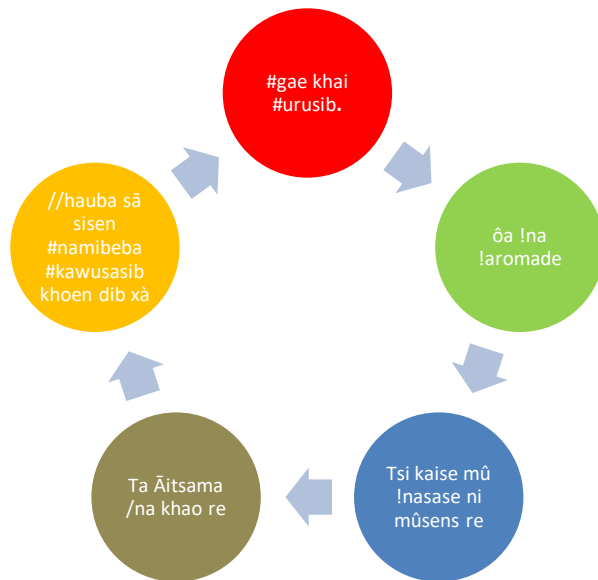 #gae khai
#urusib.
ôa !na
!aromade
Tsi kaise mû
!nasase ni
mûsens re
Ta Āitsama
/na khao re
//hauba sā
sisen
#namibeba
#kawusasib
khoen dib xà